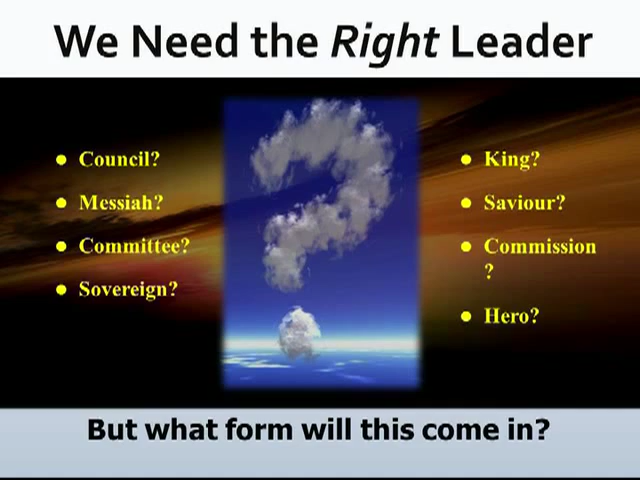 We Need the Right Leader
• Council?
• Messiah?
• Committee?
• Sovereign?
• King?
• Saviour?
• Commission
?
• Hero?
But what form will this come in?